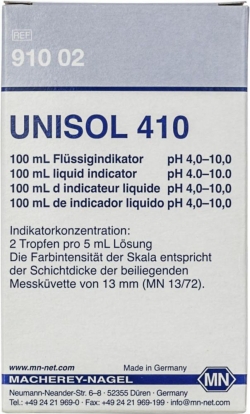 REF
910 02
UNISOL 410
100 mL Flüssigindikator pH 4,0–10,0
100 mL liquid indicator pH 4.0-10.0
100 mL d indicateur liquide pH 4,0–10,0
100 mL de indicador liquido pH 4,0–10,0
Indikatorkonzentration:
2 Tropfen pro 5 mL Lösung
Die Farbintensität der Skala entspricht
der Schichtdicke der beiliegenden
Messküvette von 13 mm (MN 13/72).
www.mn-net.com Made in Germany
MACHEREY-NAGEL MN
Neumann-Neander-Str. 6–8 · 52355 Düren · Germany
Tel.: +49 24 21 969-0 · Fax: +49 24 21 969-199 · info@mn-net.com